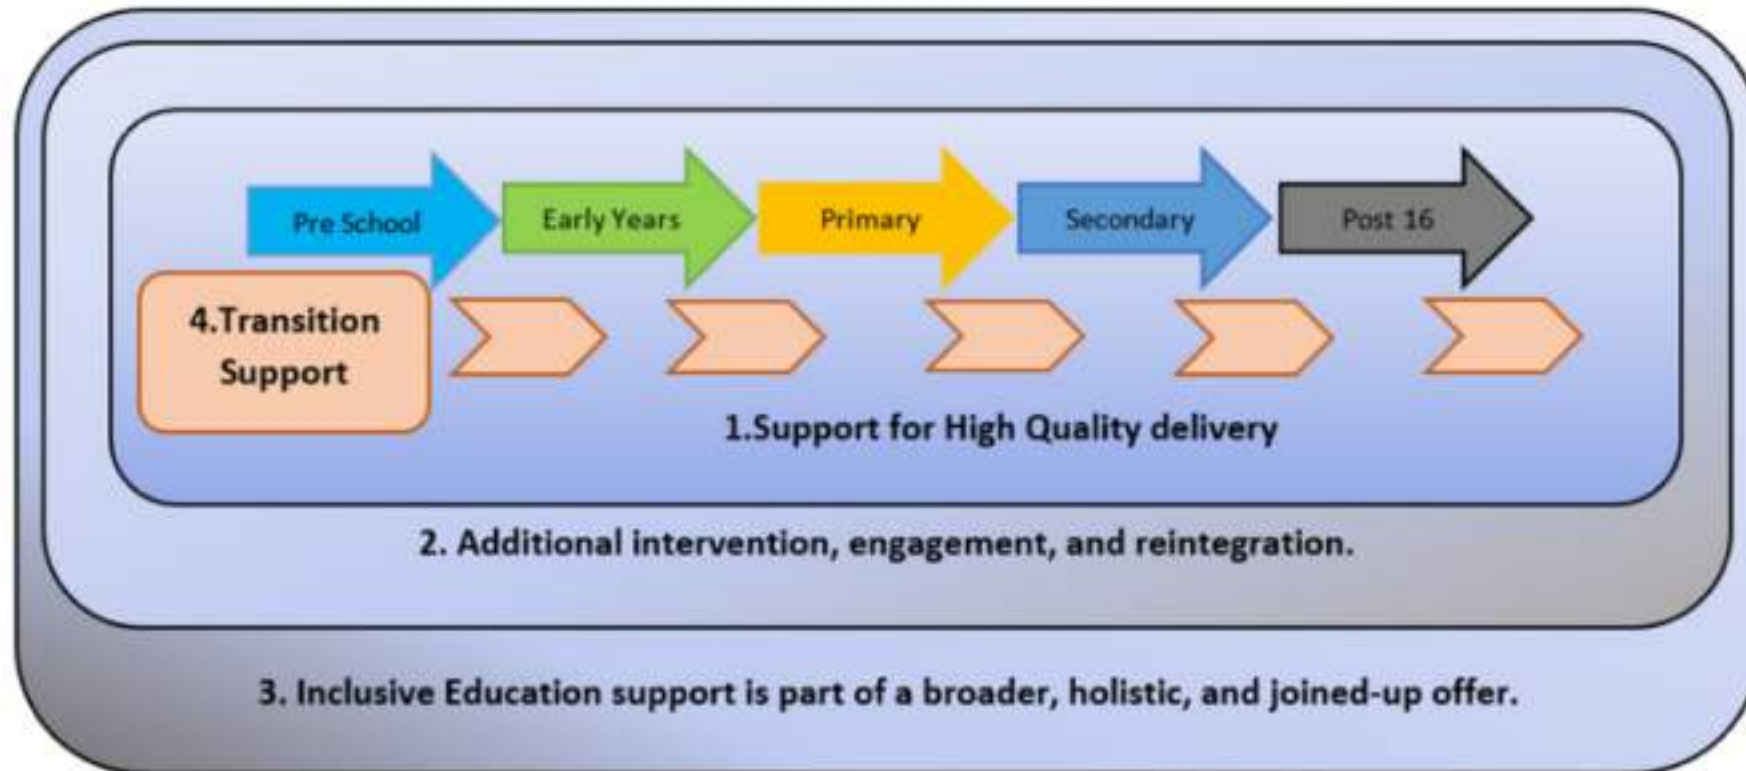 Pre School
Early Years
Primary
Secondary
Post 16
4.Transition
Support
1.Support for High Quality delivery
2. Additional intervention, engagement, and reintegration.
3. Inclusive Education support is part of a broader, holistic, and joined-up offer.